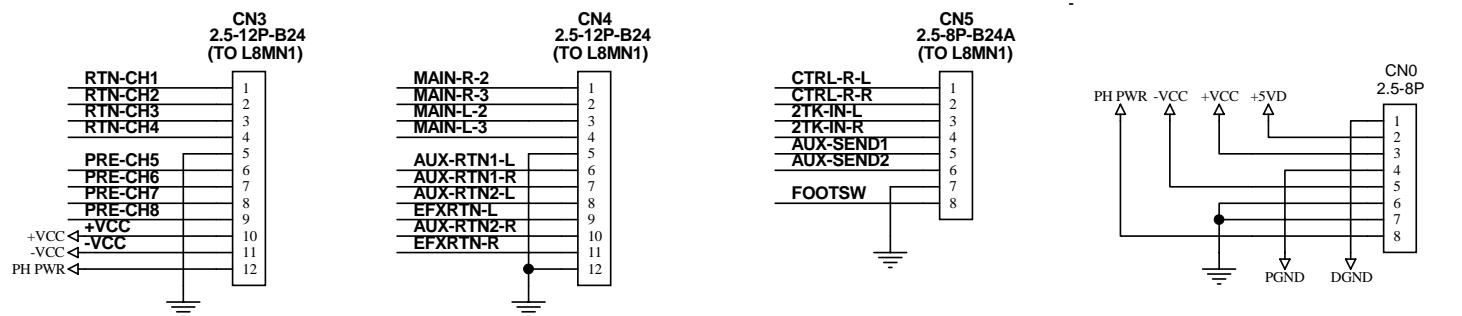 CN3
2.5-12P-B24
(TO L8MN1)
RTN-CH1
1
RTN-CH2
2
RTN-CH3
3
RTN-CH4
4
5
PRE-CH5
6
PRE-CH6
7
PRE-CH7
8
PRE-CH8
9
+VCC
+VCC
10
-VCC
-VCC
11
PH PWR
12
CN4
2.5-12P-B24
(TO L8MN1)
MAIN-R-2
1
MAIN-R-3
2
MAIN-L-2
3
MAIN-L-3
4
5
AUX-RTN1-L
6
AUX-RTN1-R
7
AUX-RTN2-L
8
EFXRTN-L
9
AUX-RTN2-R
10
EFXRTN-R
11
12
CN5
2.5-8P-B24A
(TO L8MN1)
CTRL-R-L
1
CTRL-R-R
2
2TK-IN-L
3
2TK-IN-R
4
AUX-SEND1
5
AUX-SEND2
6
7
FOOTSW
8
-
CN0
2.5-8P
PH PWR -VCC +VCC +5VD
1
2
3
4
5
6
7
8
PGND DGND